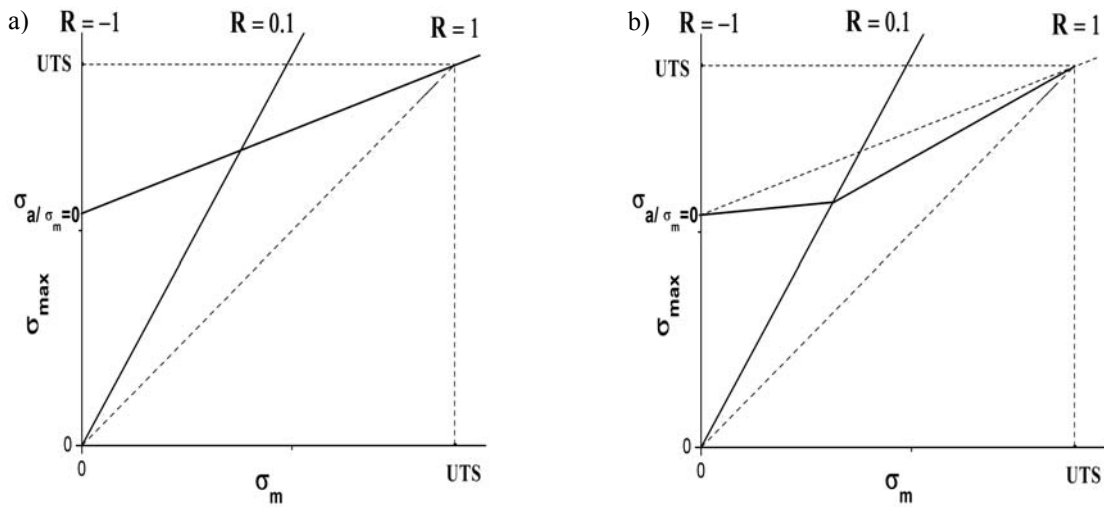 a)
R = −1
R = 0.1
R = 1
UTS
σa/σm=0
σmax
0
0
σm
UTS
b)
R = −1
R = 0.1
R = 1
UTS
σa/σm=0
σmax
0
0
σm
UTS